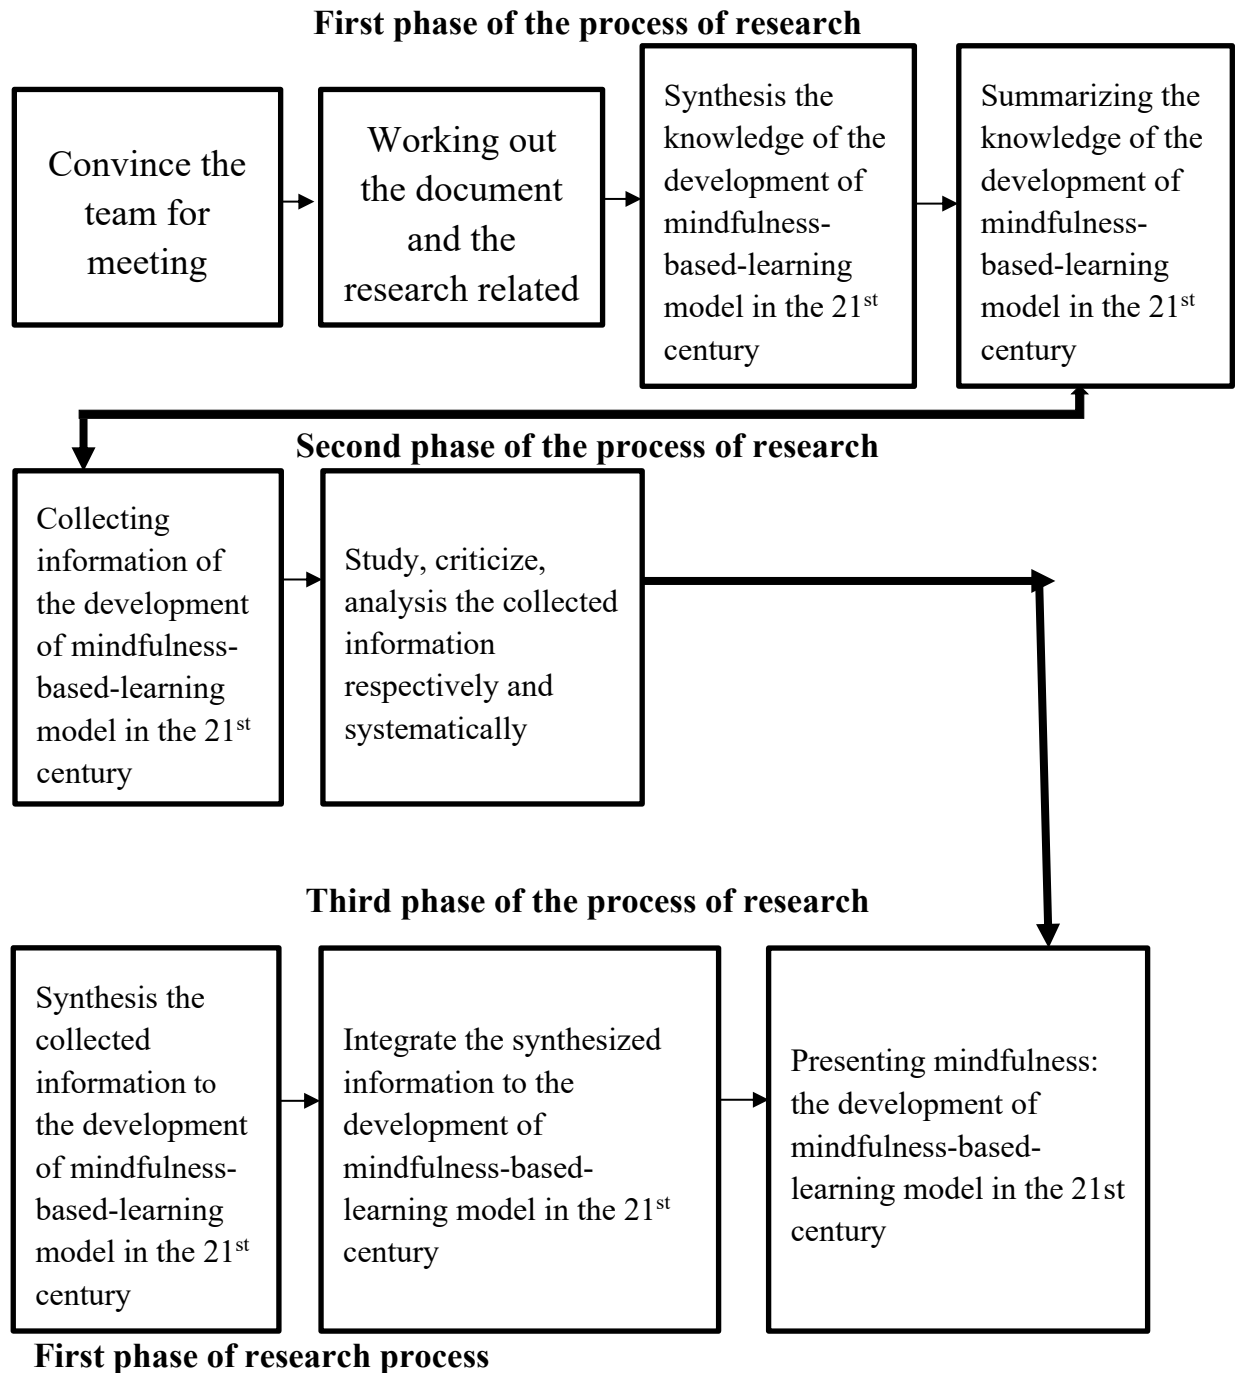 First phase of the process of research
Convince the
team for
meeting
Working out
the document
and the
research related
Synthesis the
knowledge of the
development of
mindfulness-
based-learning
model in the 21st
century
Summarizing the
knowledge of the
development of
mindfulness-
based-learning
model in the 21st
century
Second phase of the process of research
Collecting
information of
the development
of mindfulness-
based-learning
model in the 21st
century
Study, criticize,
analysis the collected
information
respectively and
systematically
Third phase of the process of research
Synthesis the
collected
information to
the development
of mindfulness-
based-learning
model in the 21st
century
Integrate the synthesized
information to the
development of
mindfulness-based-
learning model in the 21st
century
Presenting mindfulness:
the development of
mindfulness-based-
learning model in the 21st
century
First phase of research process